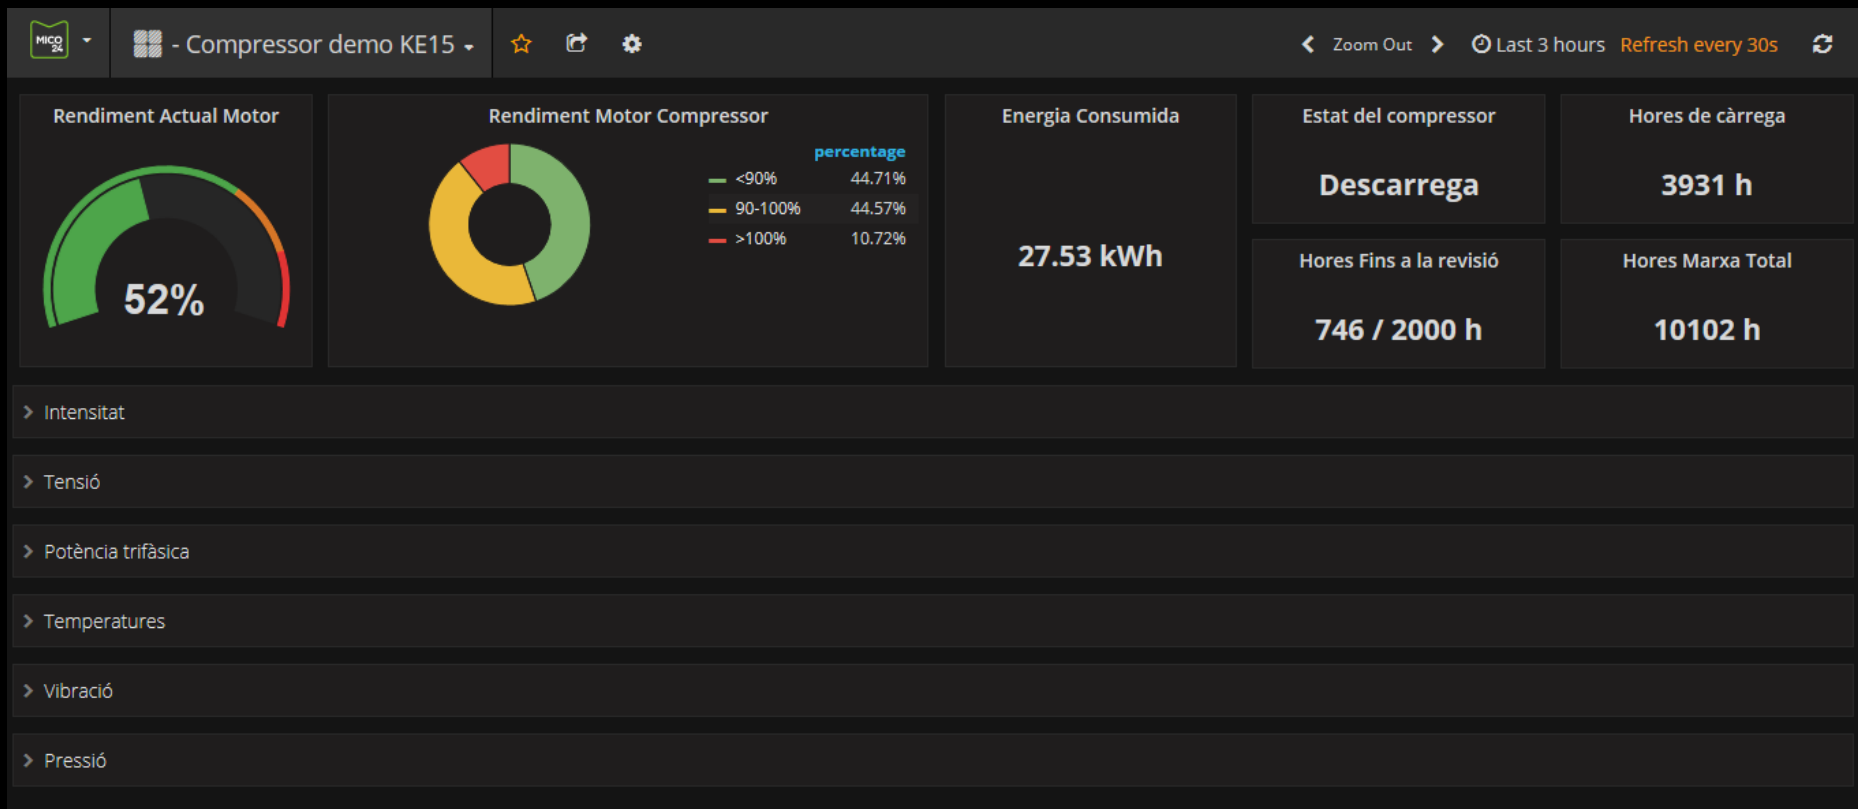 MICO
24
- Compressor demo KE15
Zoom Out
Last 3 hours
Refresh every 30s
Rendiment Actual Motor
52%
Rendiment Motor Compressor
percentage
<90% 44.71%
90-100% 44.57%
>100% 10.72%
Energia Consumida
27.53 kWh
Estat del compressor
Descarrega
Hores de càrrega
3931 h
Hores Fins a la revisió
746 / 2000 h
Hores Marxa Total
10102 h
Intensitat
Tensió
Potència trifàsica
Temperatures
Vibració
Pressió